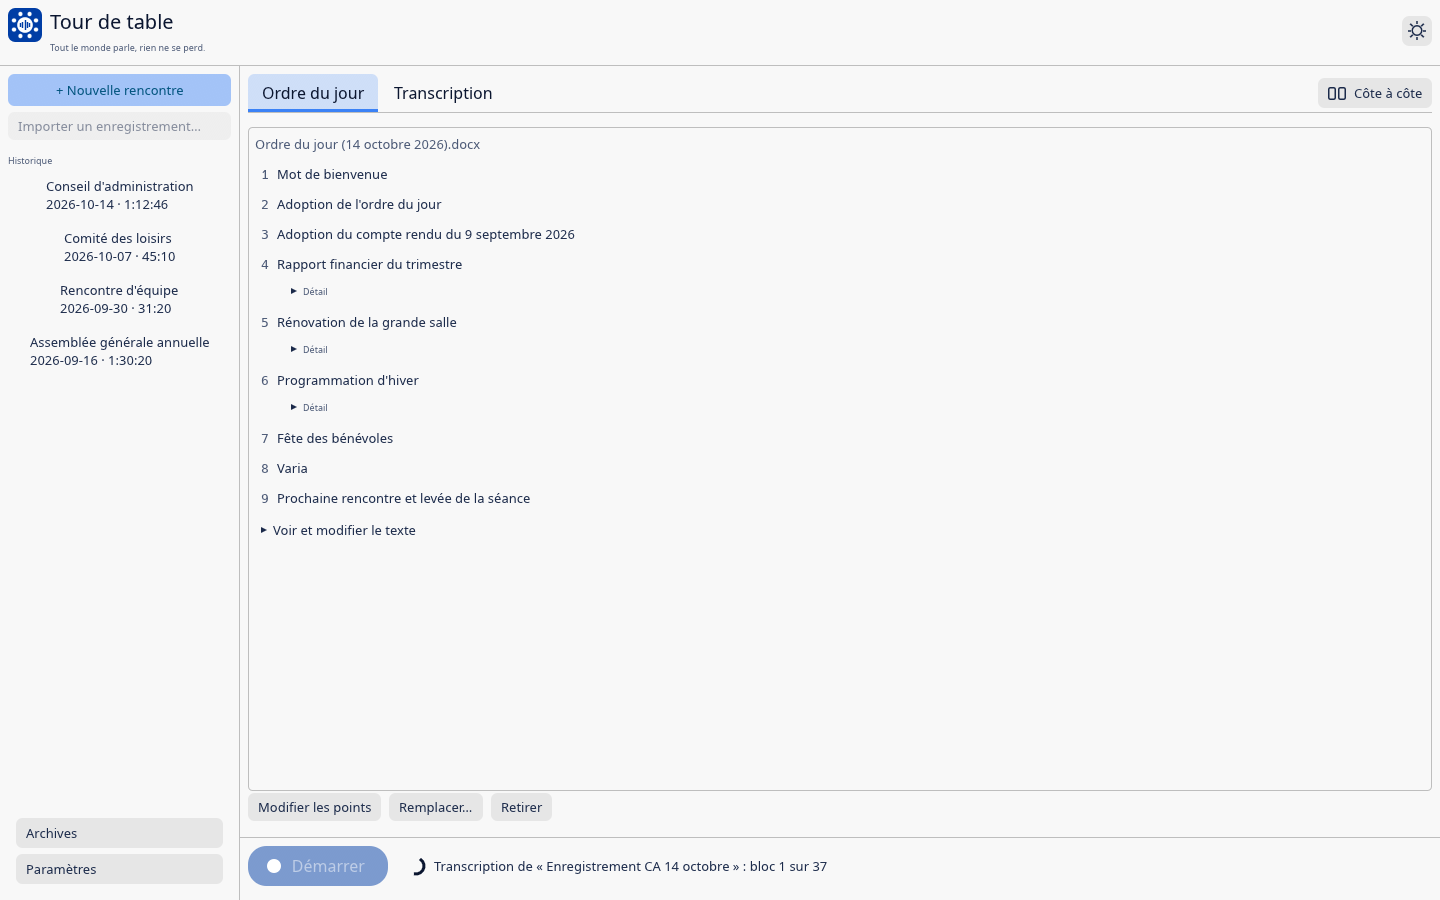 Tour de table
Tout le monde parle, rien ne se perd.
+ Nouvelle rencontre
Importer un enregistrement...
Historique
Conseil d'administration
2026-10-14 · 1:12:46
Comité des loisirs
2026-10-07 · 45:10
Rencontre d'équipe
2026-09-30 · 31:20
Assemblée générale annuelle
2026-09-16 · 1:30:20
Archives
Paramètres
Ordre du jour
Transcription
Côte à côte
Ordre du jour (14 octobre 2026).docx
1 Mot de bienvenue
2 Adoption de l'ordre du jour
3 Adoption du compte rendu du 9 septembre 2026
4 Rapport financier du trimestre
Détail
5 Rénovation de la grande salle
Détail
6 Programmation d'hiver
Détail
7 Fête des bénévoles
8 Varia
9 Prochaine rencontre et levée de la séance
Voir et modifier le texte
Modifier les points
Remplacer...
Retirer
Démarrer
Transcription de « Enregistrement CA 14 octobre » : bloc 1 sur 37